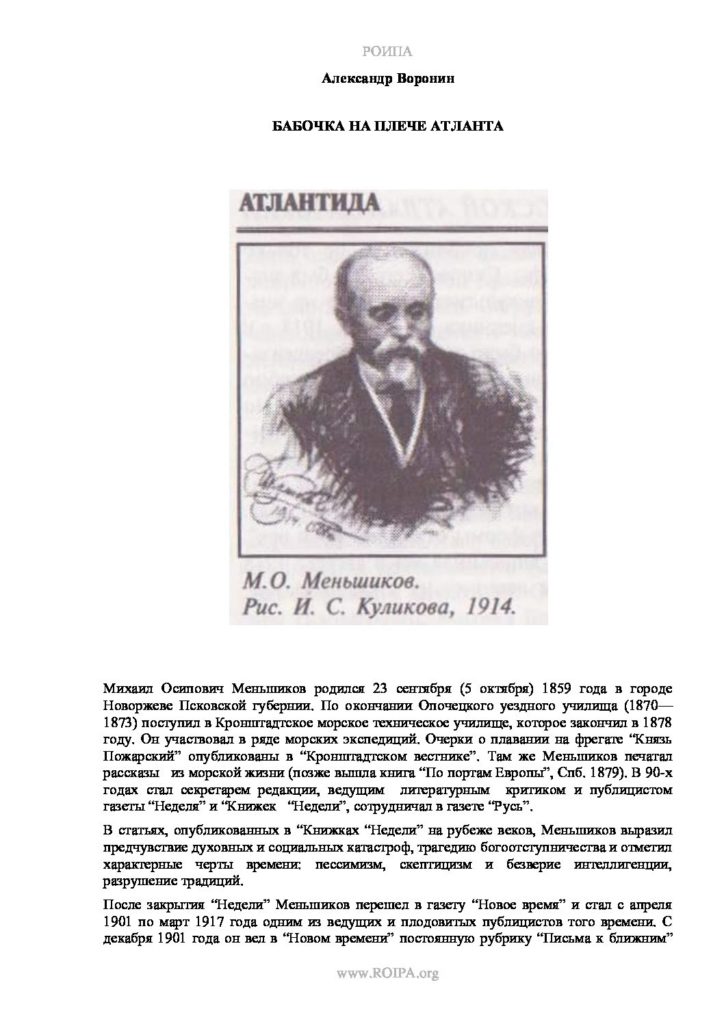 РОИПА
Александр Воронин
БАБОЧКА НА ПЛЕЧЕ АТЛАНТА
АТЛАНТИДА
М.О. Меньшиков.
Рис. И. С. Куликова, 1914.
Михаил Осипович Меньшиков родился 23 сентября (5 октября) 1859 года в городе
Новоржеве Псковской губернии. По окончании Опочецкого уездного училища (1870—
1873) поступил в Кронштадтское морское техническое училище, которое закончил в 1878
году. Он участвовал в ряде морских экспедиций. Очерки о плавании на фрегате “Князь
Пожарский” опубликованы в “Кронштадтском вестнике”. Там же Меньшиков печатал
рассказы из морской жизни (позже вышла книга “По портам Европы”, Спб. 1879). В 90-х
годах стал секретарем редакции, ведущим литературным критиком и публицистом
газеты “Неделя” и “Книжек “Недели”, сотрудничал в газете “Русь”.
В статьях, опубликованных в “Книжках “Недели” на рубеже веков, Меньшиков выразил
предчувствие духовных и социальных катастроф, трагедию богоотступничества и отметил
характерные черты времени: пессимизм, скептицизм и безверие интеллигенции,
разрушение традиций.
После закрытия “Недели” Меньшиков перешел в газету “Новое время” и стал с апреля
1901 по март 1917 года одним из ведущих и плодовитых публицистов того времени. С
декабря 1901 года он вел в “Новом времени” постоянную рубрику “Письма к ближним”
www.ROIPA.org